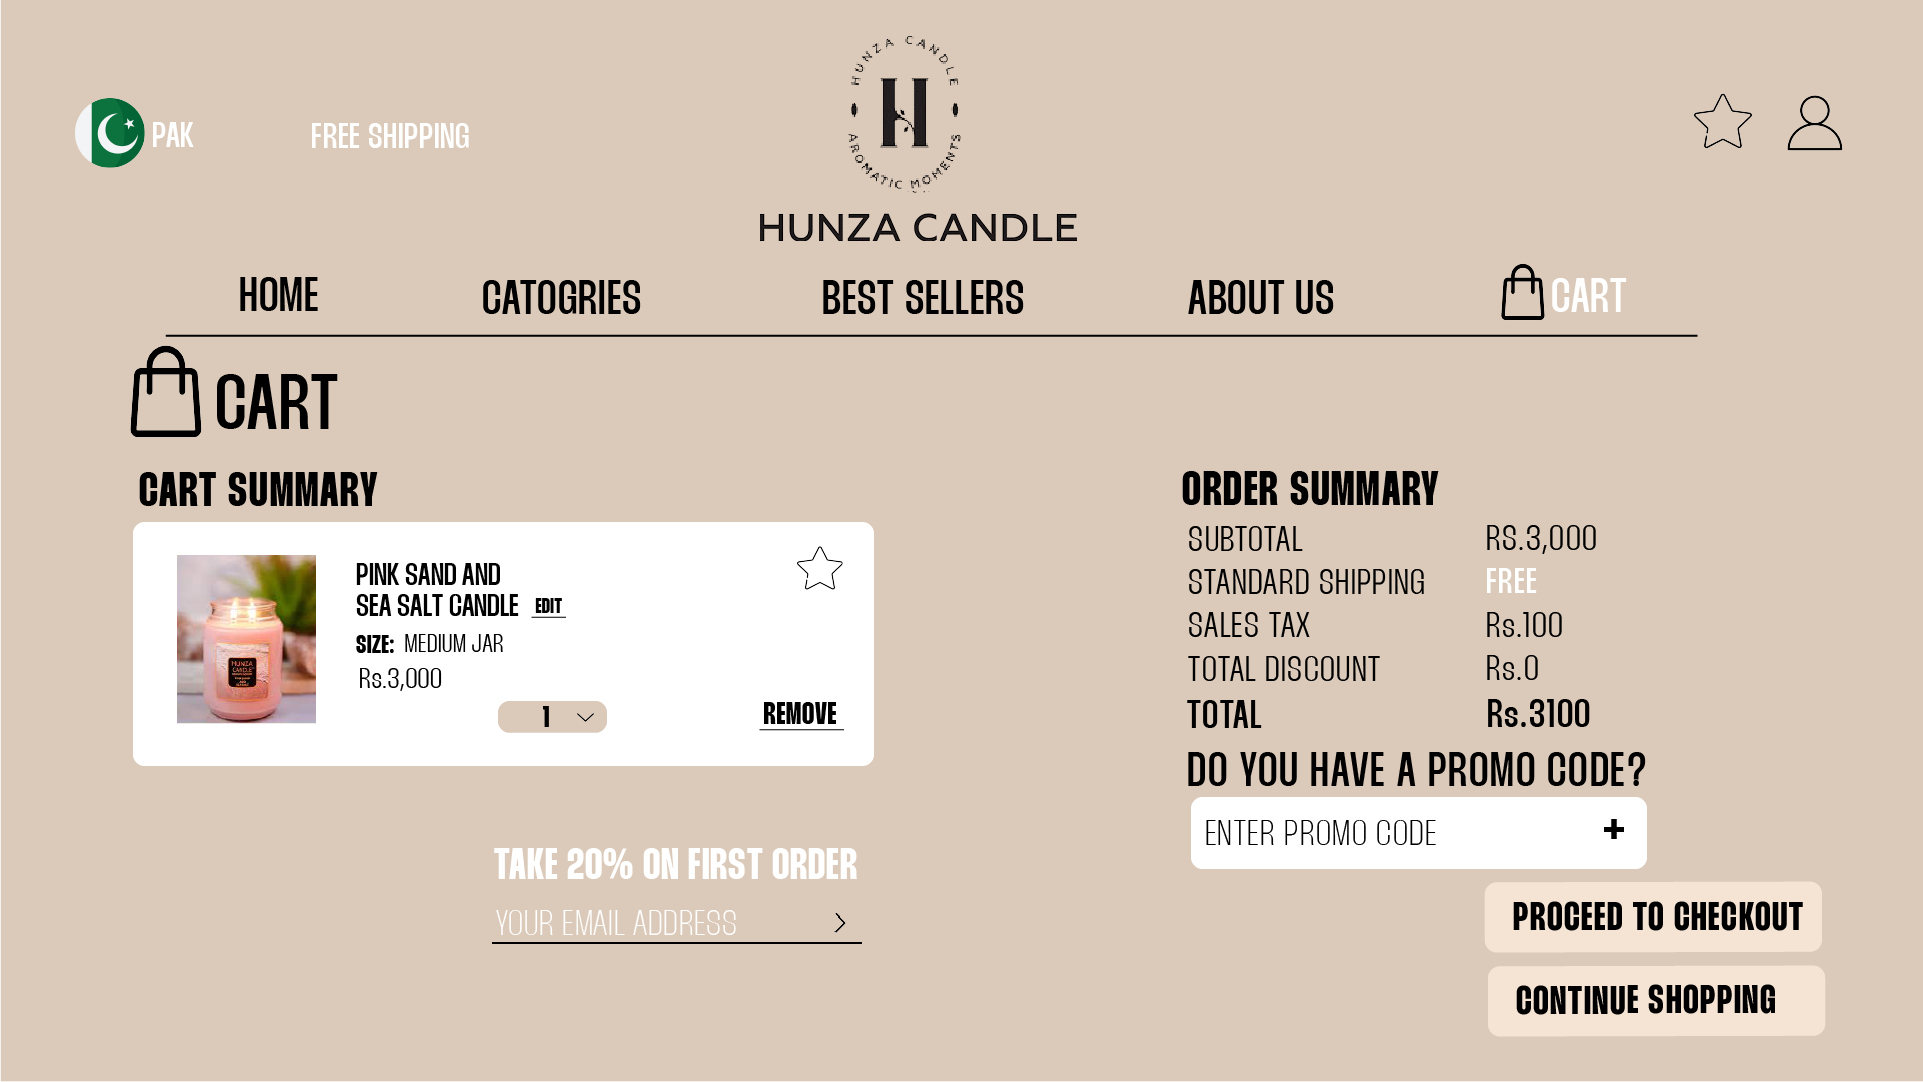 HUNZA CANDLE
AROMATIC MOMENTS
H
PAK
FREE SHIPPING
HUNZA CANDLE
HOME
CATOGRIES
BEST SELLERS
ABOUT US
CART
CART
CART SUMMARY
PINK SAND AND
SEA SALT CANDLE EDIT
SIZE: MEDIUM JAR
Rs.3,000
1
REMOVE
HUNZA
CANDLE
TAKE 20% ON FIRST ORDER
YOUR EMAIL ADDRESS
ORDER SUMMARY
SUBTOTAL RS.3,000
STANDARD SHIPPING FREE
SALES TAX Rs.100
TOTAL DISCOUNT Rs.0
TOTAL Rs.3100
DO YOU HAVE A PROMO CODE?
ENTER PROMO CODE +
PROCEED TO CHECKOUT
CONTINUE SHOPPING